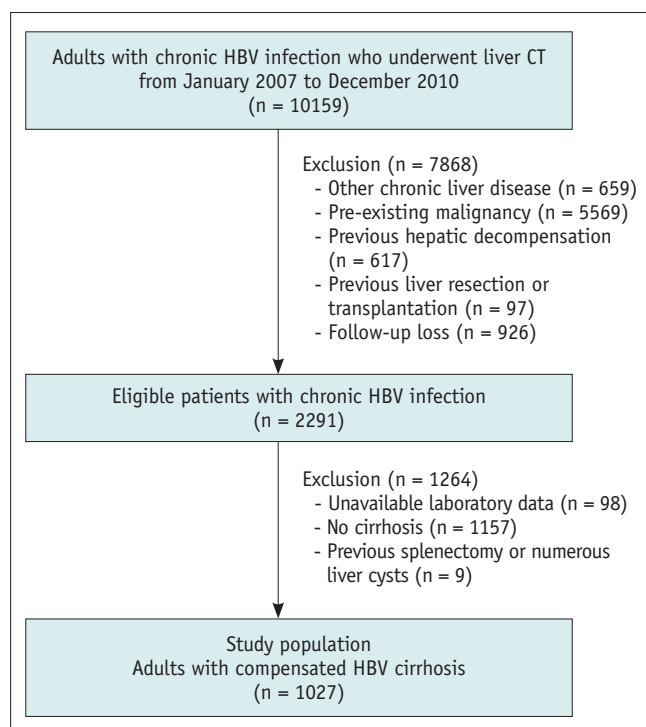 Adults with chronic HBV infection who underwent liver CT
from January 2007 to December 2010
(n = 10159)
Exclusion (n = 7868)
- Other chronic liver disease (n = 659)
- Pre-existing malignancy (n = 5569)
- Previous hepatic decompensation
(n = 617)
- Previous liver resection or
transplantation (n = 97)
- Follow-up loss (n = 926)
Eligible patients with chronic HBV infection
(n = 2291)
Exclusion (n = 1264)
- Unavailable laboratory data (n = 98)
- No cirrhosis (n = 1157)
- Previous splenectomy or numerous
liver cysts (n = 9)
Study population
Adults with compensated HBV cirrhosis
(n = 1027)